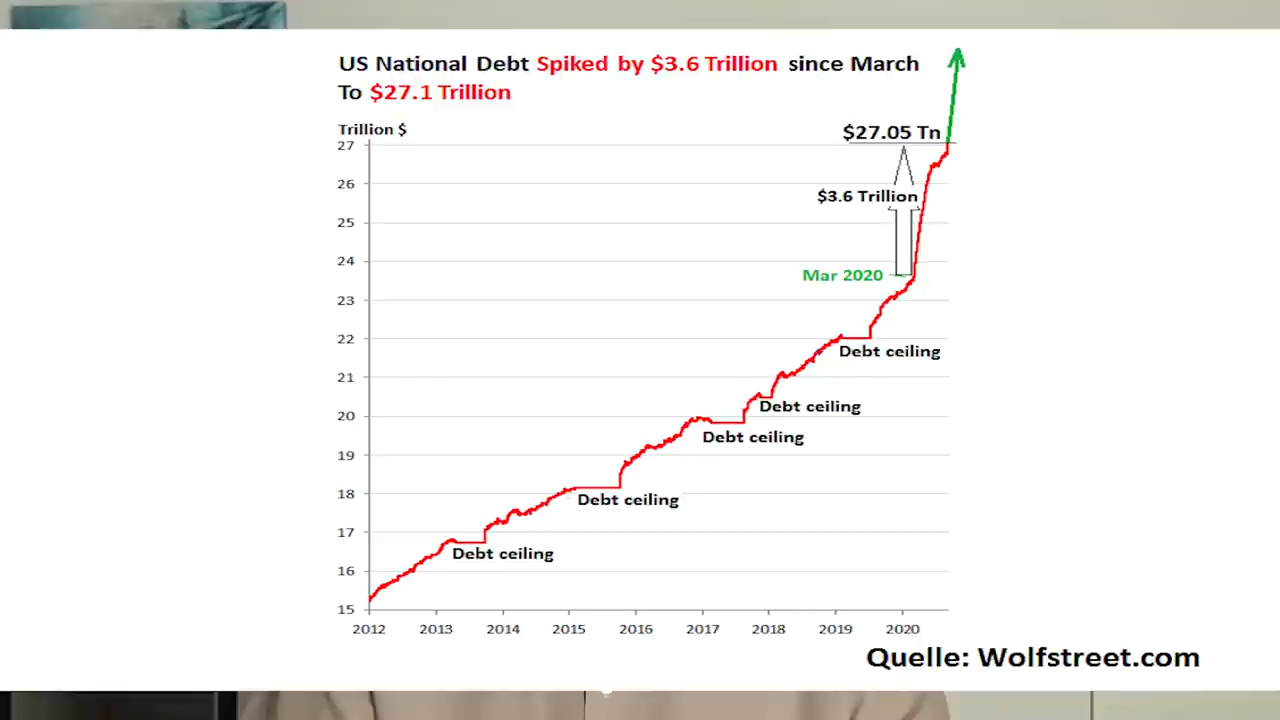 US National Debt Spiked by $3.6 Trillion since March
To $27.1 Trillion
Trillion $
$27.05 Tn
27
26
$3.6 Trillion
25
24
Mar 2020
23
22
Debt ceiling
21
Debt ceiling
20
Debt ceiling
19
18
Debt ceiling
17
Debt ceiling
16
15
2012 2013 2014 2015 2016 2017 2018 2019 2020
Quelle: Wolfstreet.com